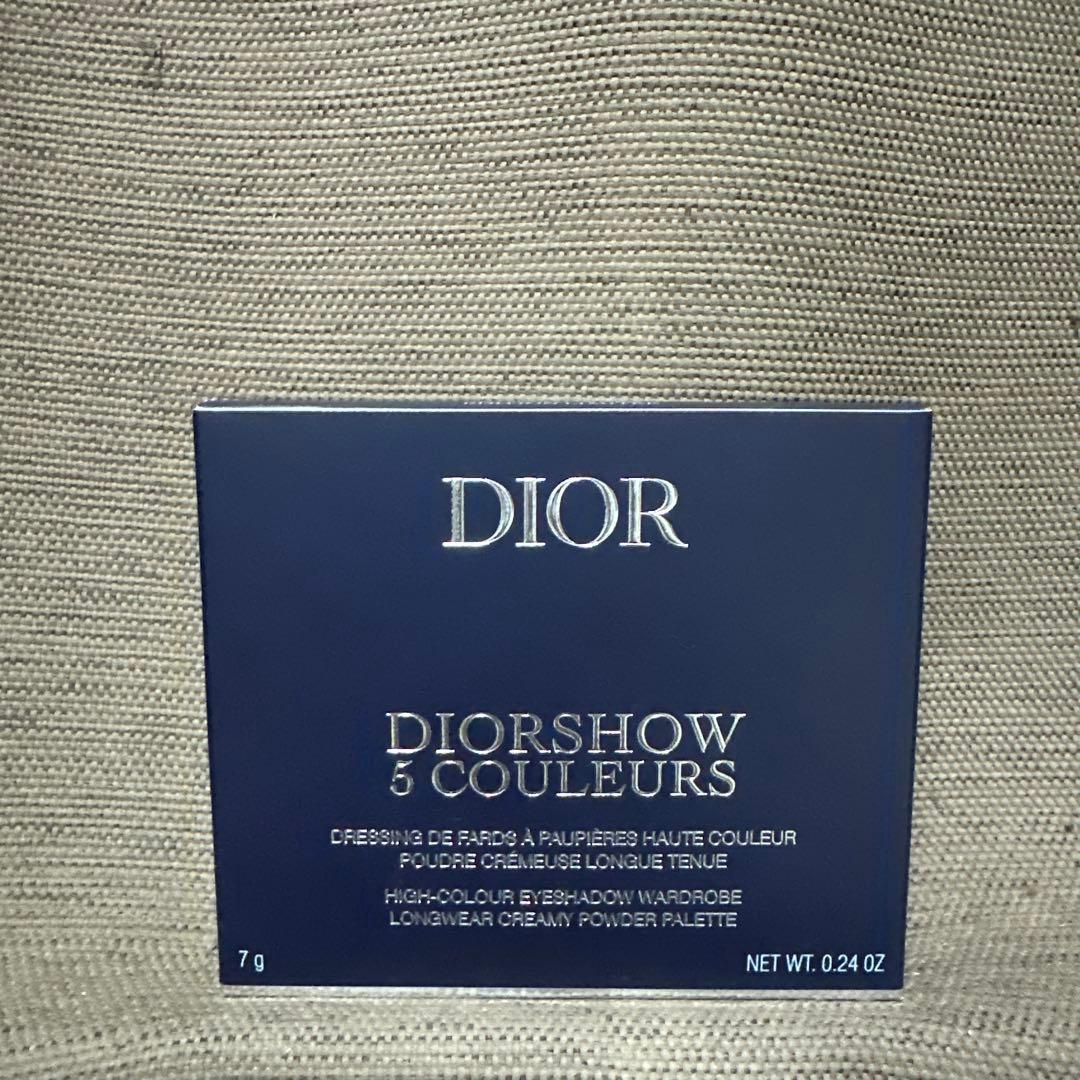 DIOR
DIORSHOW
5 COULEURS
DRESSING DE FARDS À PAUPIÈRES HAUTE COULEUR
POUDRE CRÉMEUSE LONGUE TENUE
HIGH-COLOUR EYESHADOW WARDROBE
LONGWEAR CREAMY POWDER PALETTE
7 g
NET WT. 0.24 OZ